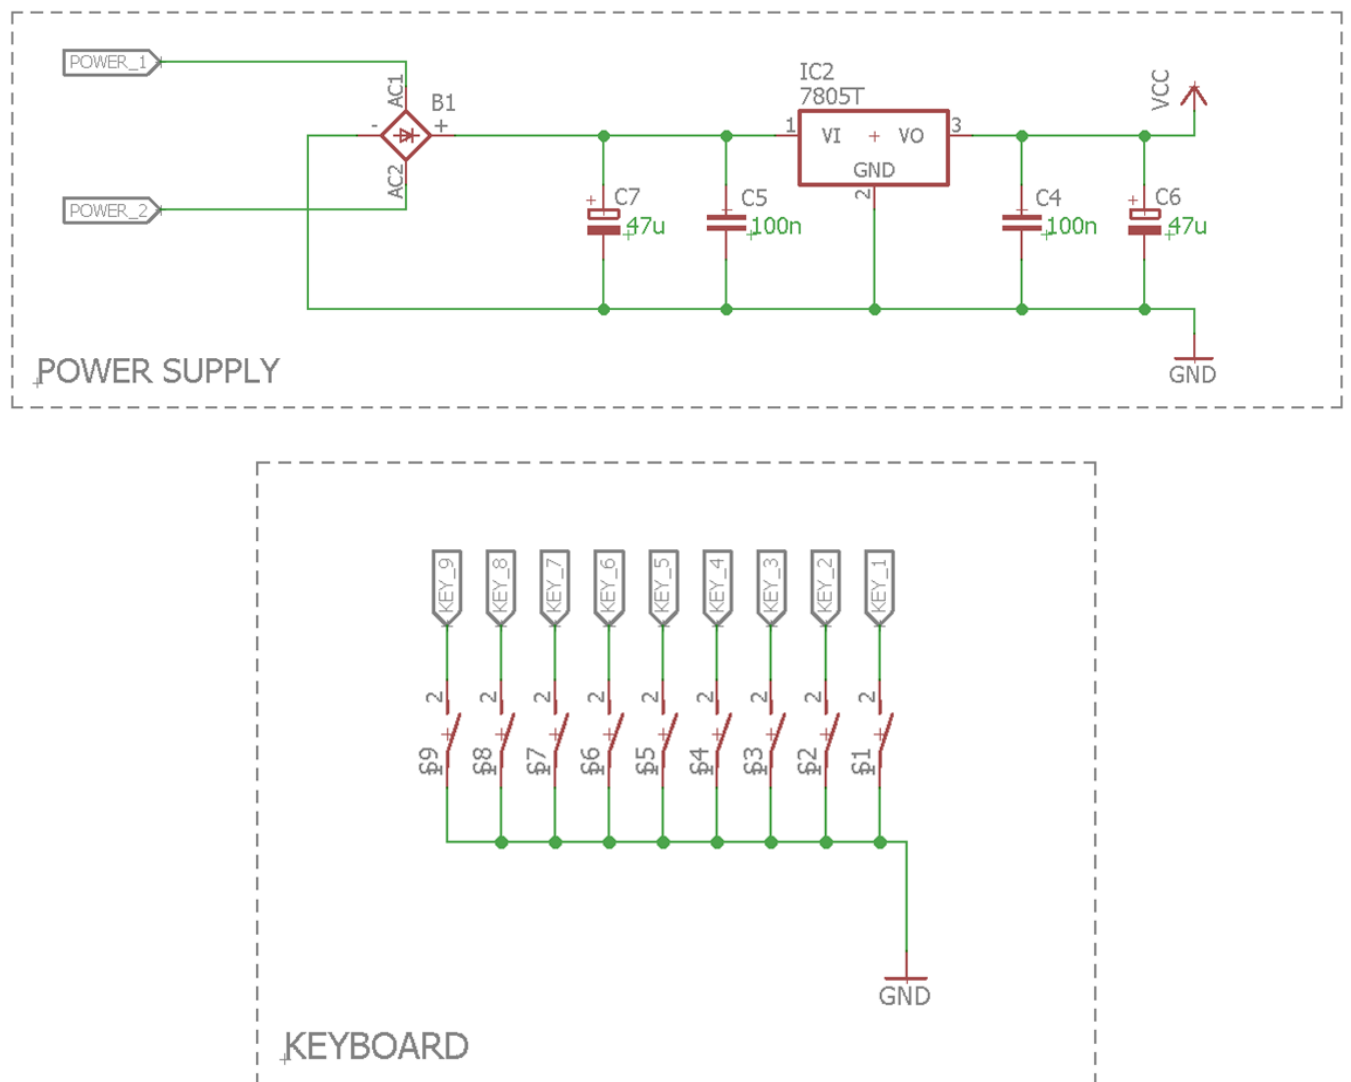 POWER_1
AC1
B1
-
+
AC2
POWER_2
IC2
7805T
1
VI
VO
3
GND
2
VCC
C7
47u
C5
100n
C4
100n
C6
47u
GND
POWER SUPPLY
KEY_9
KEY_8
KEY_7
KEY_6
KEY_5
KEY_4
KEY_3
KEY_2
KEY_1
2
2
2
2
2
2
2
2
2
S9
S8
S7
S6
S5
S4
S3
S2
S1
GND
KEYBOARD